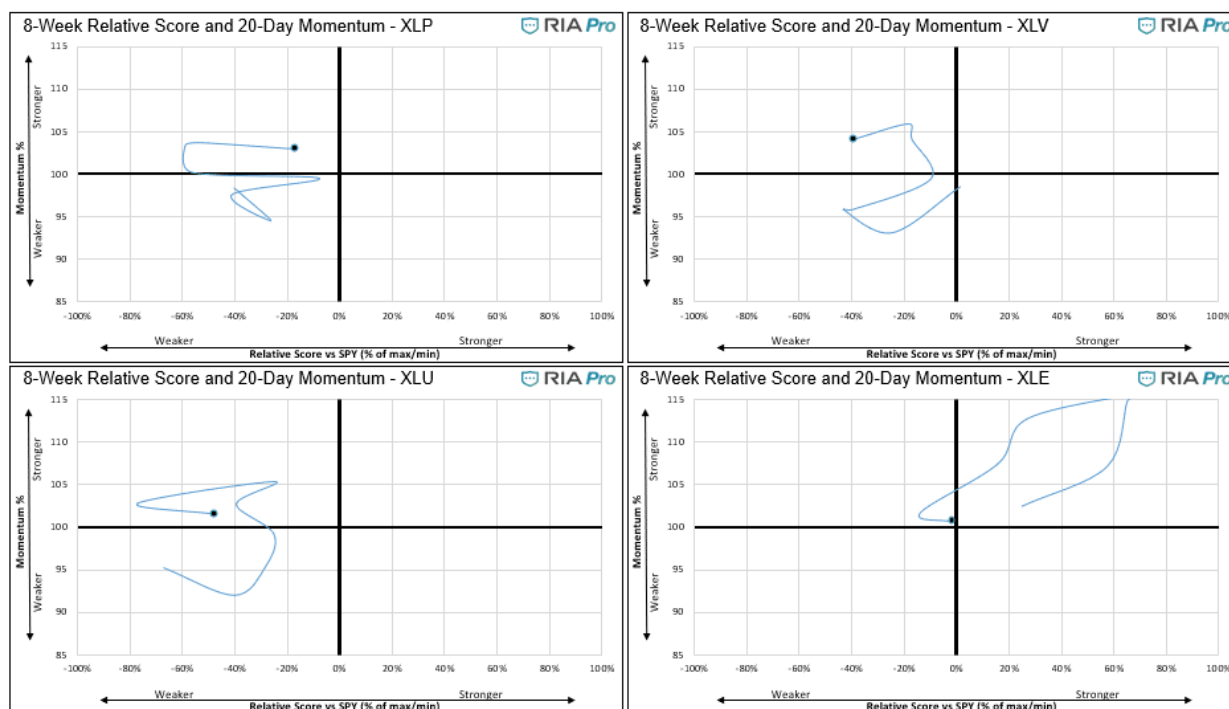 8-Week Relative Score and 20-Day Momentum - XLP
RIA Pro
115
110
105
100
95
90
85
Stronger
Momentum %
Weaker
-100% -80% -60% -40% -20% 0% 20% 40% 60% 80% 100%
Weaker Stronger
Relative Score vs SPY (% of max/min)
8-Week Relative Score and 20-Day Momentum - XLV
RIA Pro
115
110
105
100
95
90
85
Stronger
Momentum %
Weaker
-100% -80% -60% -40% -20% 0% 20% 40% 60% 80% 100%
Weaker Stronger
Relative Score vs SPY (% of max/min)
8-Week Relative Score and 20-Day Momentum - XLU
RIA Pro
115
110
105
100
95
90
85
Stronger
Momentum %
Weaker
-100% -80% -60% -40% -20% 0% 20% 40% 60% 80% 100%
Weaker Stronger
Relative Score vs SPY (% of max/min)
8-Week Relative Score and 20-Day Momentum - XLE
RIA Pro
115
110
105
100
95
90
85
Stronger
Momentum %
Weaker
-100% -80% -60% -40% -20% 0% 20% 40% 60% 80% 100%
Weaker Stronger
Relative Score vs SPY (% of max/min)